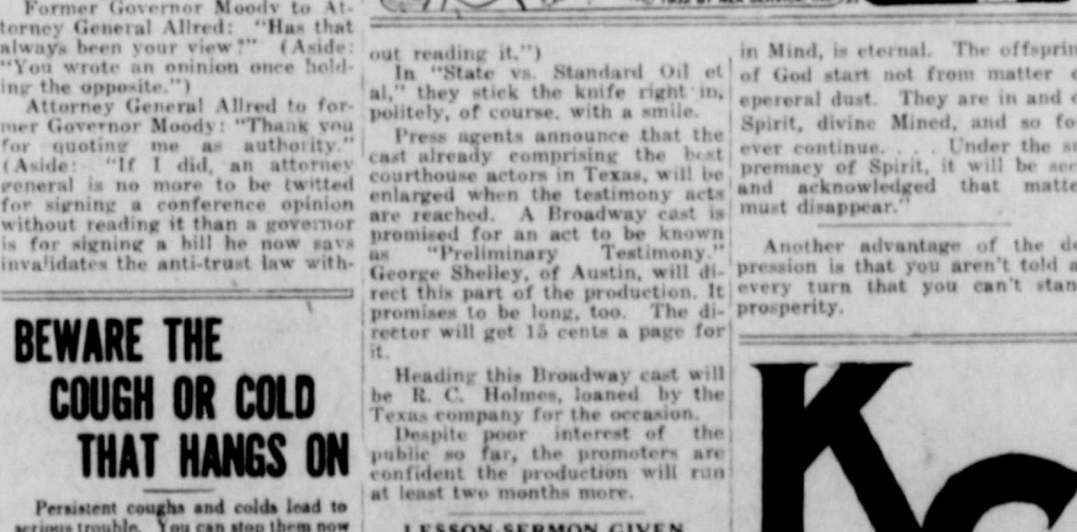 Former Governor Moody to At-
torney General Allred: "Has that
always been your view?" (Aside:
"You wrote an oninion once hold-
ing the opposite.")
Attorney General Allred to for-
mer Governor Moody: "Thank you
for quoting me as authority."
(Aside: "If I did, an attorney
general is no more to be twitted
for signing a conference opinion
without reading it than a governor
is for signing a bill he now says
invalidates the anti-trust law with-
BEWARE THE
COUGH OR COLD
THAT HANGS ON
Persistent coughs and colds lead to
serious trouble. You can stop them now
out reading it.")
In "State vs. Standard Oil et
al," they stick the knife right in,
politely, of course, with a smile.
Press agents announce that the
cast already comprising the best
courthouse actors in Texas, will be
enlarged when the testimony acts
are reached. A Broadway cast is
promised for an act to be known
as "Preliminary Testimony."
George Shelley, of Austin, will di-
rect this part of the production. It
promises to be long, too. The di-
rector will get 15 cents a page for
it.
Heading this Broadway cast will
be R. C. Holmes, loaned by the
Texas company for the occasion.
Despite poor interest of the
public so far, the promoters are
confident the production will run
at least two months more.
LESSON-SERMON GIVEN
in Mind, is eternal. The offsprin
of God start not from matter
epereral dust. They are in and
Spirit, divine Mined, and so fo
ever continue. . . . Under the su
premacy of Spirit, it will be see
and acknowledged that matte
must disappear."
Another advantage of the de
pression is that you aren't told a
every turn that you can't stan
prosperity.
KC